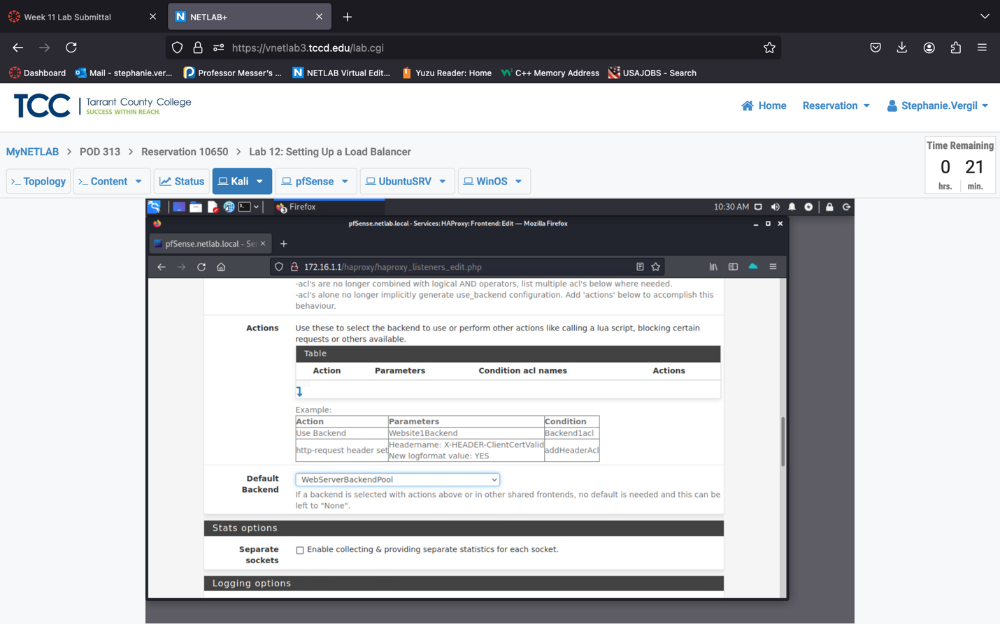 Week 11 Lab Submittal
NETLAB+
https://vnetlab3.tccd.edu/lab.cgi
Dashboard
Mail - stephanie.ver...
Professor Messer's ...
NETLAB Virtual Edit...
Yuzu Reader: Home
C++ Memory Address
USAJOBS - Search
TCC
Tarrant County College
SUCCESS WITHIN REACH.
Home
Reservation
Stephanie.Vergil
MyNETLAB > POD 313 > Reservation 10650 > Lab 12: Setting Up a Load Balancer
Time Remaining
0 21
hrs. min.
>_ Topology
>_ Content
Status
Kali
pfSense
UbuntuSRV
WinOS
3 Firefox
10:30 AM
pfSense.netlab.local - Services: HAProxy: Frontend: Edit — Mozilla Firefox
pfSense.netlab.local - Ser
172.16.1.1/haproxy/haproxy_listeners_edit.php
-acl's are no longer combined with logical AND operators, list multiple acl's below where needed.
-acl's alone no longer implicitly generate use_backend configuration. Add 'actions' below to accomplish this
behaviour.
Actions
Use these to select the backend to use or perform other actions like calling a lua script, blocking certain
requests or others available.
Table
Action Parameters Condition acl names Actions
Example:
Action Parameters Condition
Use Backend Website1Backend Backend1acl
http-request header set Headername: X-HEADER-ClientCertValid addHeaderAcl
New logformat value: YES
Default
Backend
WebServerBackendPool
If a backend is selected with actions above or in other shared frontends, no default is needed and this can be
left to "None".
Stats options
Separate
sockets
Enable collecting & providing separate statistics for each socket.
Logging options